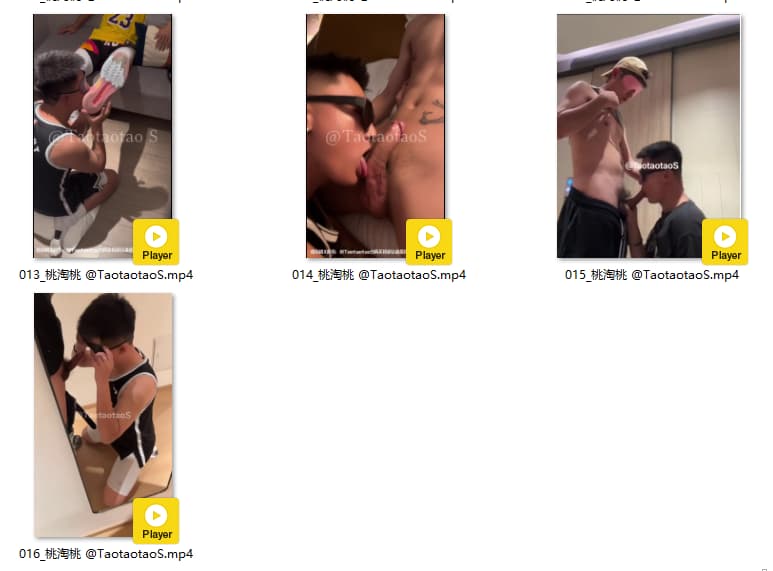 @Taotaotao S
@TaotaotaoS
@TaotaotaoS
Player
Player
Player
013_桃淘桃 @TaotaotaoS.mp4
014_桃淘桃 @TaotaotaoS.mp4
015_桃淘桃 @TaotaotaoS.mp4
TaotaotaoS
Player
016_桃淘桃 @TaotaotaoS.mp4